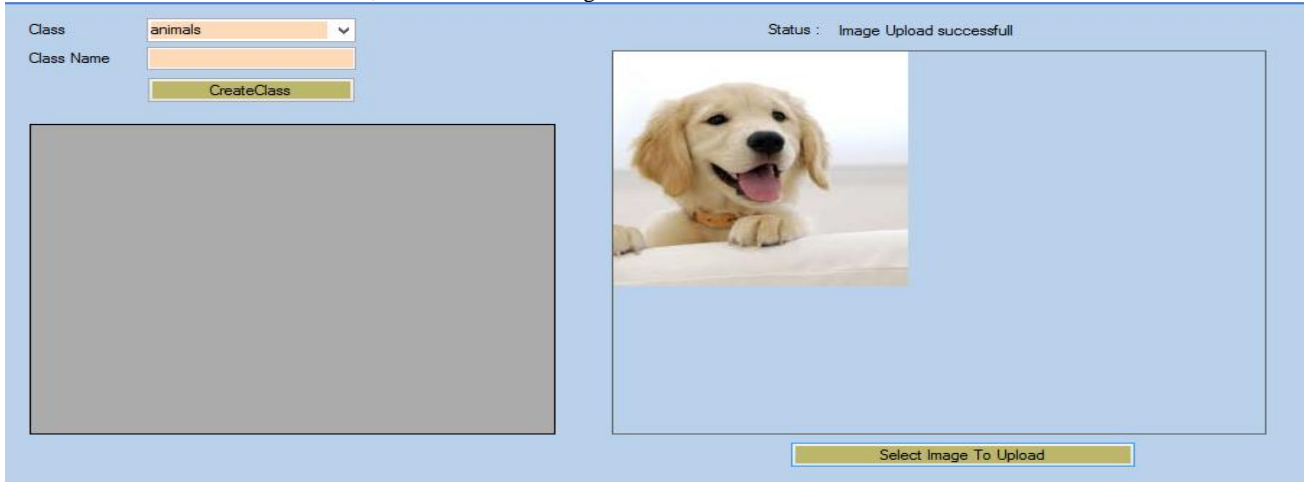 Class animals
Class Name
CreateClass
Status : Image Upload successfull
Select Image To Upload